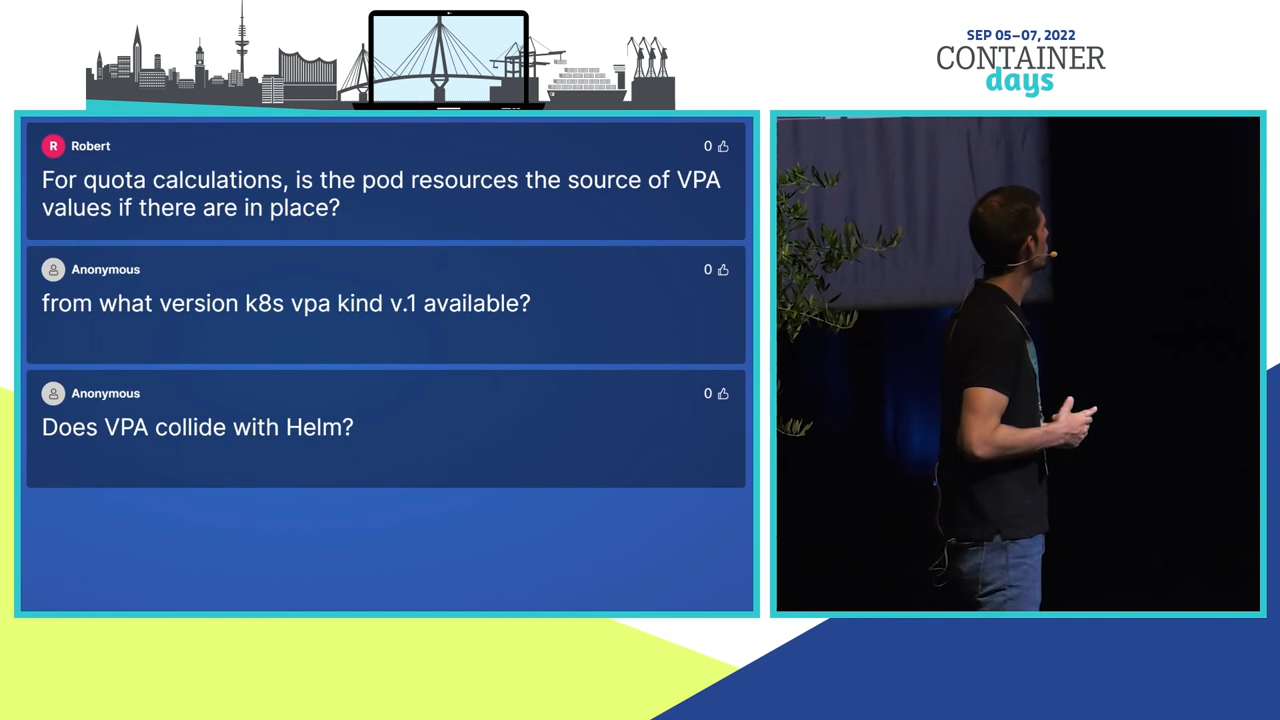 SEP 05–07, 2022
CONTAINER
days
R Robert 0
For quota calculations, is the pod resources the source of VPA
values if there are in place?
Anonymous 0
from what version k8s vpa kind v.1 available?
Anonymous 0
Does VPA collide with Helm?